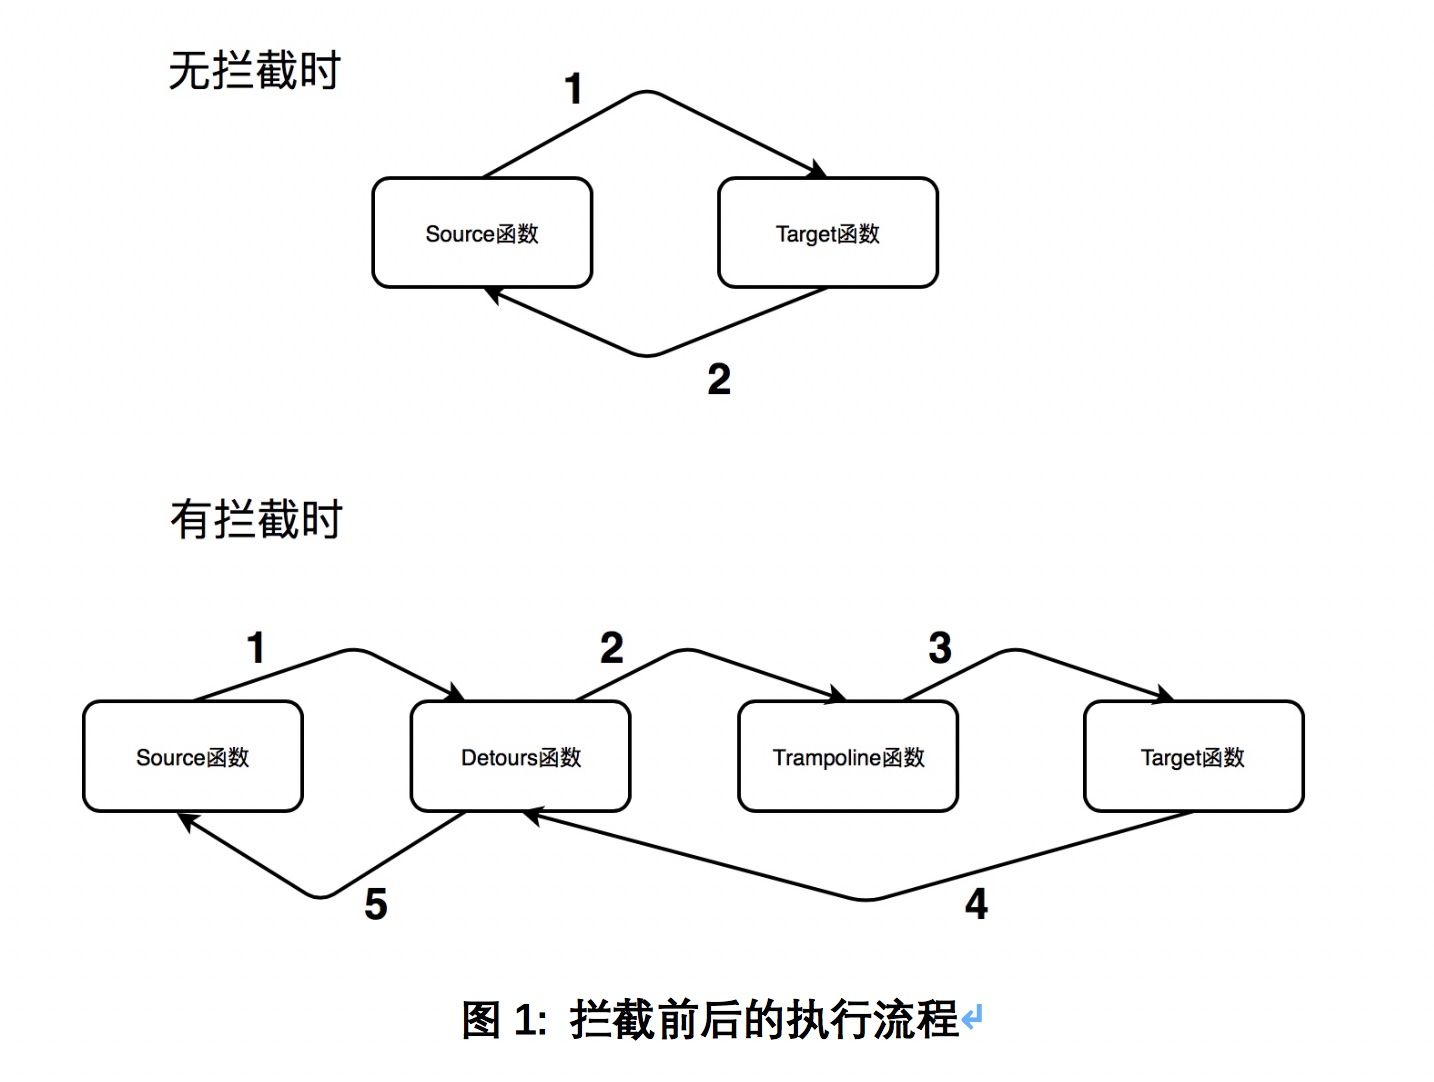 无拦截时
1
Source函数
Target函数
2
有拦截时
1
2
3
Source函数
Detours函数
Trampoline函数
Target函数
5
4
图 1: 拦截前后的执行流程↲